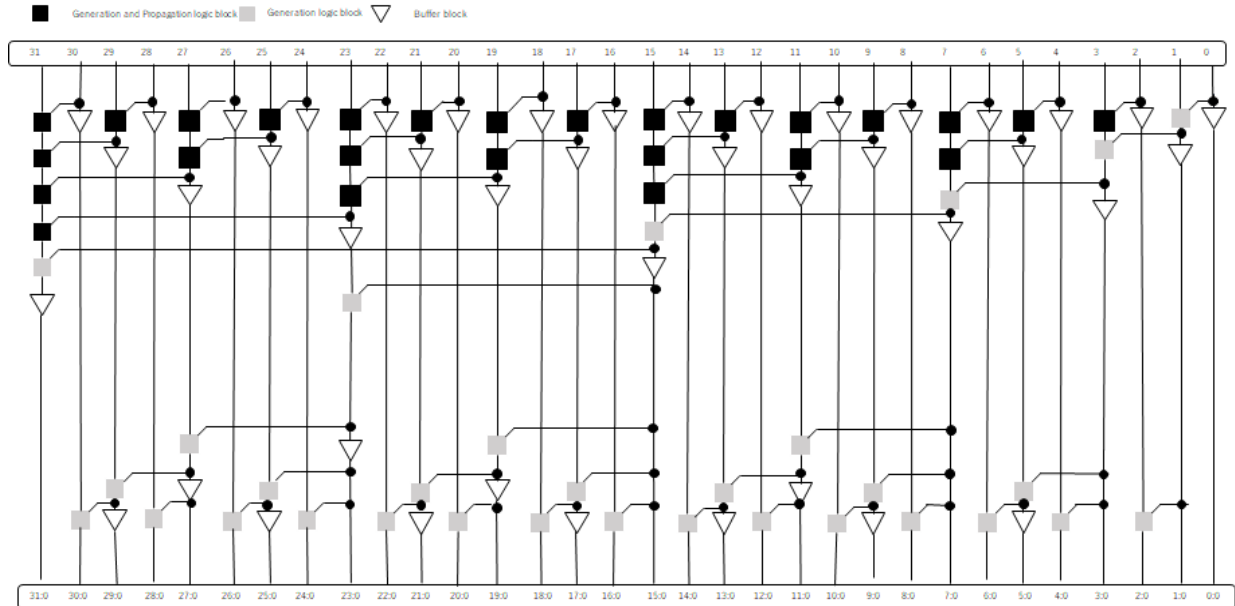 Generation and Propagation logic block Generation logic block Buffer block
31 30 29 28 27 26 25 24 23 22 21 20 19 18 17 16 15 14 13 12 11 10 9 8 7 6 5 4 3 2 1 0
31:0 30:0 29:0 28:0 27:0 26:0 25:0 24:0 23:0 22:0 21:0 20:0 19:0 18:0 17:0 16:0 15:0 14:0 13:0 12:0 11:0 10:0 9:0 8:0 7:0 6:0 5:0 4:0 3:0 2:0 1:0 0:0